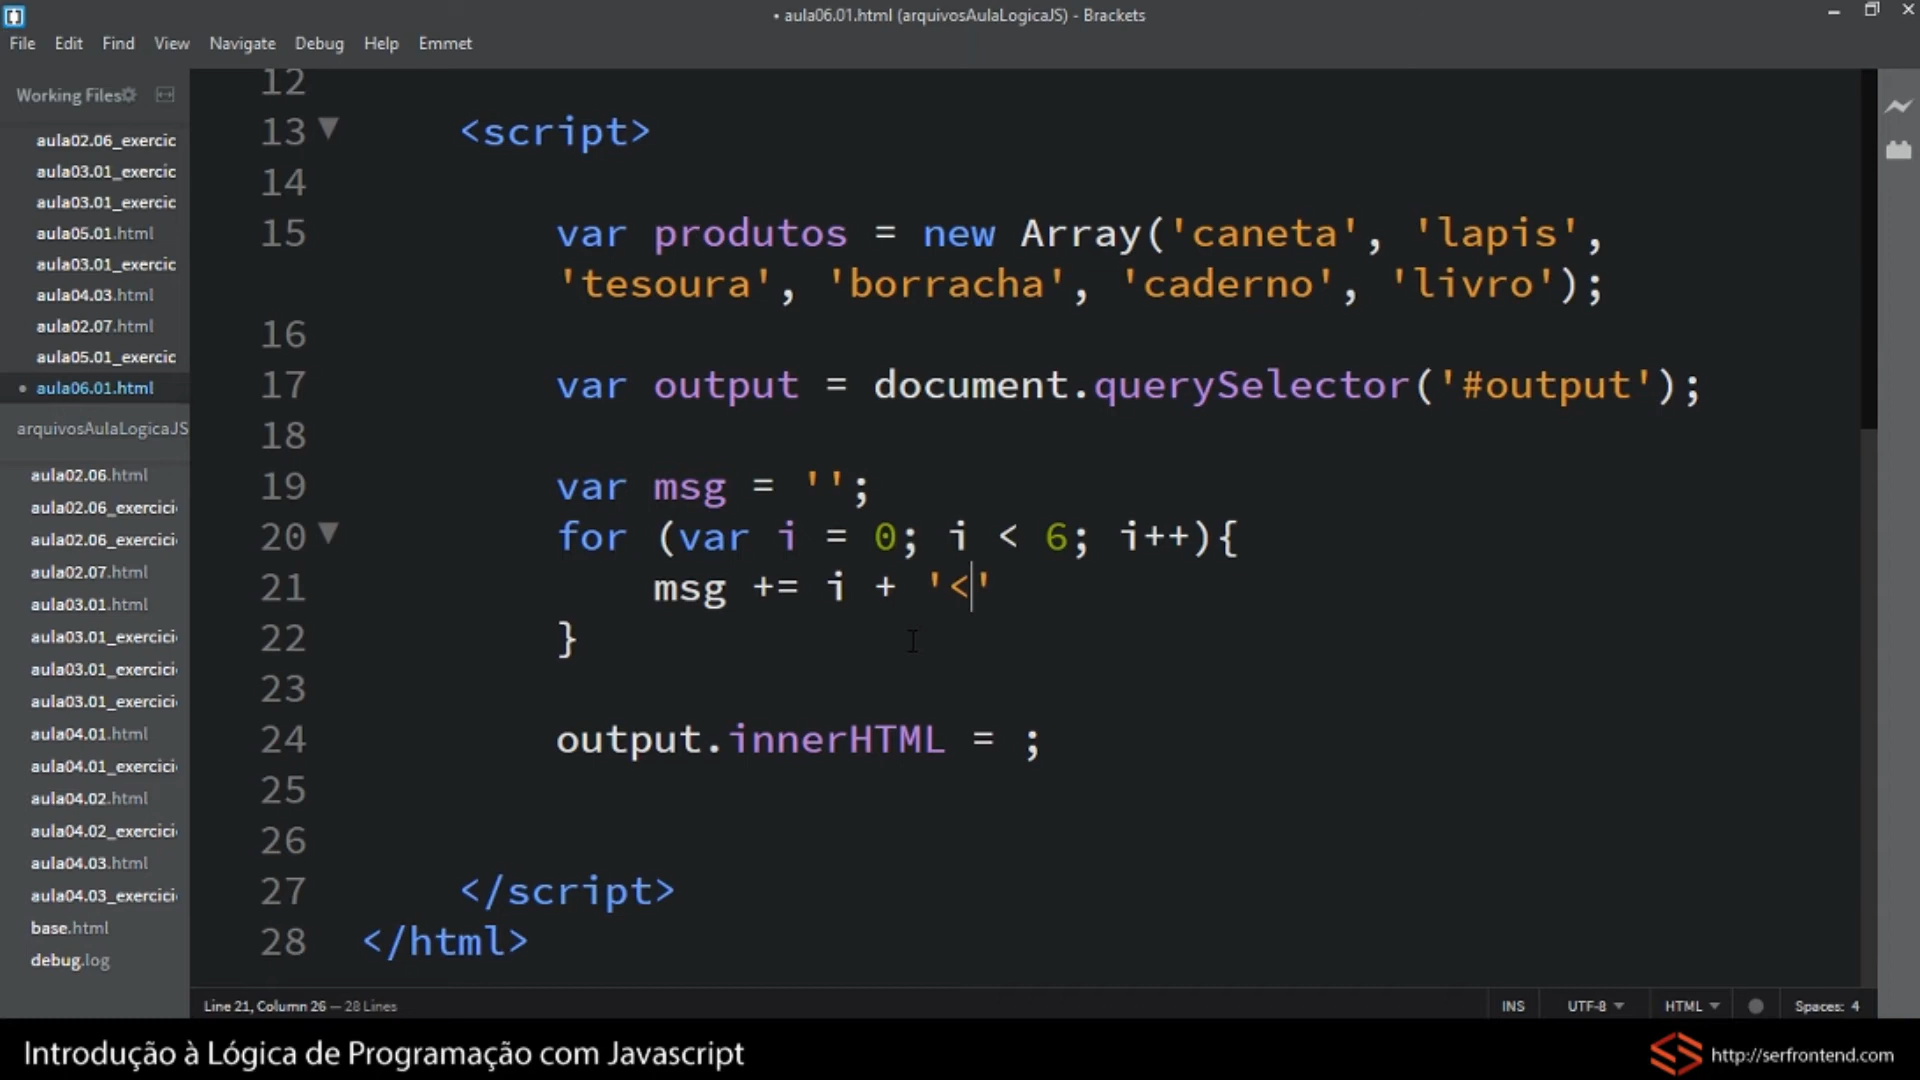 • aula06.01.html (arquivosAulaLogicaJS) - Brackets
File Edit Find View Navigate Debug Help Emmet
Working Files
aula02.06_exercic
aula03.01_exercic
aula03.01_exercic
aula05.01.html
aula03.01_exercic
aula04.03.html
aula02.07.html
aula05.01_exercic
• aula06.01.html
arquivosAulaLogicaJS
aula02.06.html
aula02.06_exercici
aula02.06_exercici
aula02.07.html
aula03.01.html
aula03.01_exercici
aula03.01_exercici
aula03.01_exercici
aula04.01.html
aula04.01_exercici
aula04.02.html
aula04.02_exercici
aula04.03.html
aula04.03_exercici
base.html
debug.log
12
13 <script>
14
15 var produtos = new Array('caneta', 'lapis',
'tesoura', 'borracha', 'caderno', 'livro');
16
17 var output = document.querySelector('#output');
18
19 var msg = '';
20 for (var i = 0; i < 6; i++){
21 msg += i + '<'
22 }
23
24 output.innerHTML = ;
25
26
27 </script>
28 </html>
Line 21, Column 26 — 28 Lines
INS UTF-8 HTML Spaces: 4
Introdução à Lógica de Programação com Javascript
http://serfrontend.com